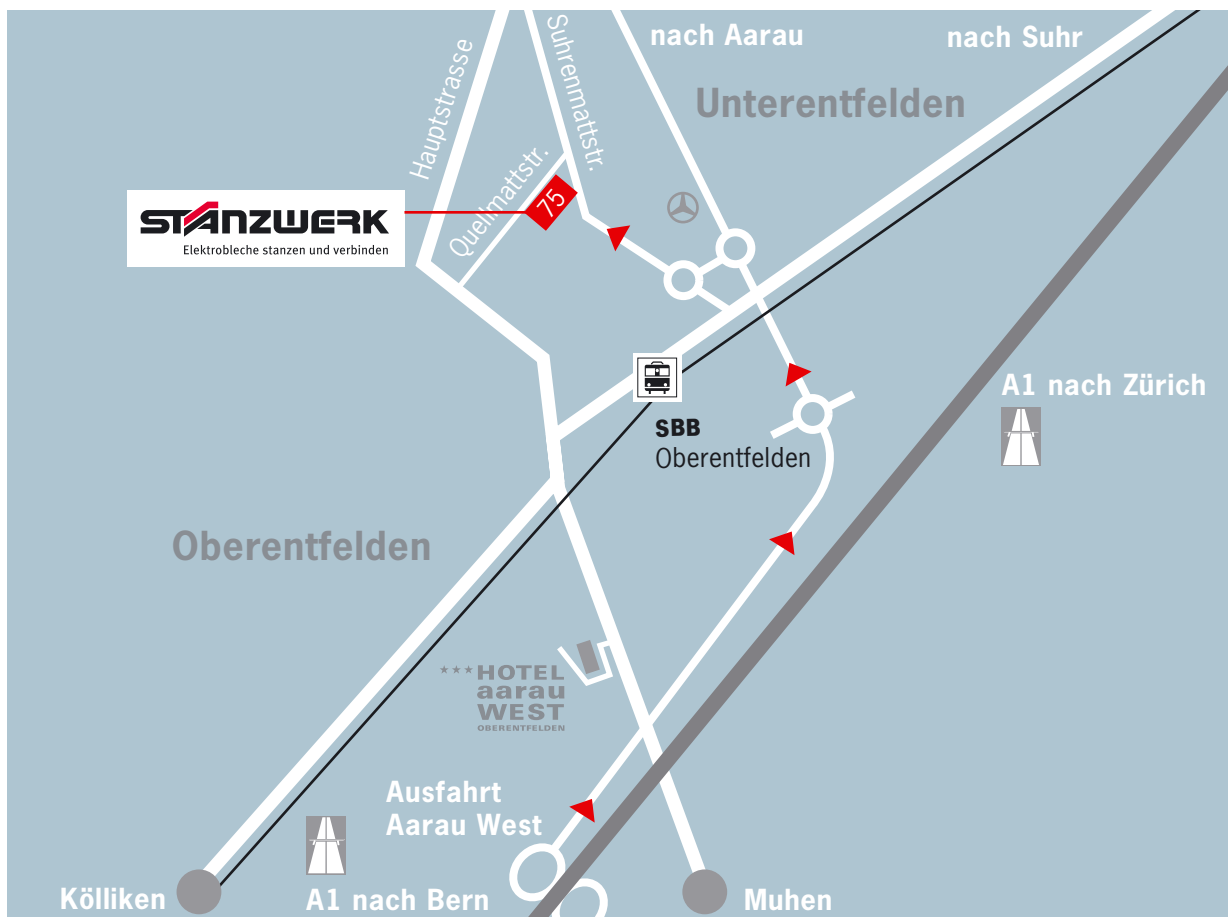 nach Aarau
nach Suhr
Hauptstrasse
Suhrenmattstr.
Unterentfelden
Quellmattstr.
75
STANZWERK
Elektrobleche stanzen und verbinden
A1 nach Zürich
SBB
Oberentfelden
Oberentfelden
***HOTEL
aarau
WEST
OBERENTFELDEN
Ausfahrt
Aarau West
Kölliken
A1 nach Bern
Muhen